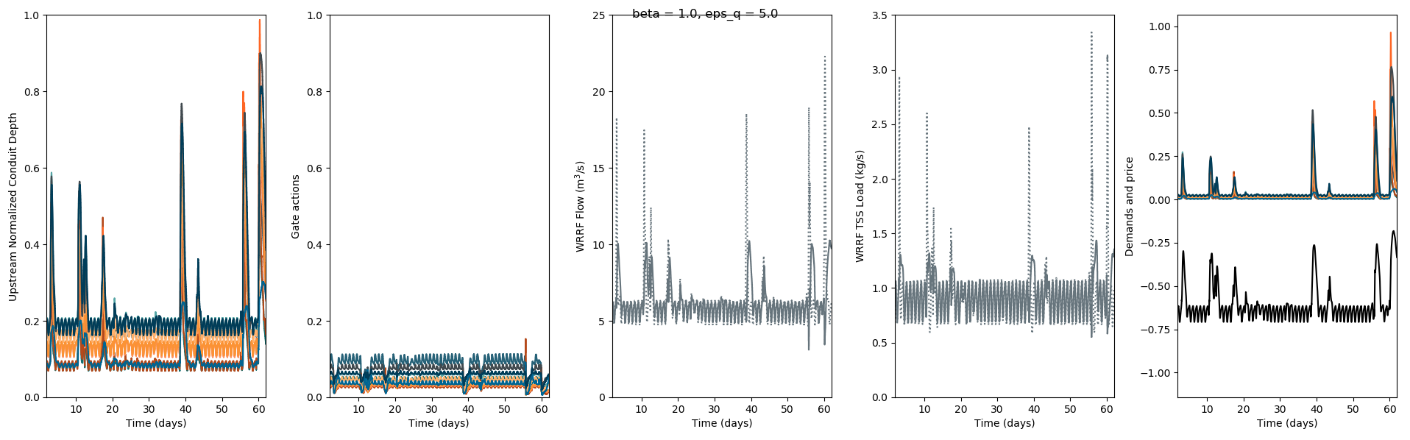 beta = 1.0, eps_q = 5.0
Upstream Normalized Conduit Depth
1.0
0.8
0.6
0.4
0.2
0.0
10 20 30 40 50 60
Time (days)
Gate actions
1.0
0.8
0.6
0.4
0.2
0.0
10 20 30 40 50 60
Time (days)
WRRF Flow (m³/s)
25
20
15
10
5
0
10 20 30 40 50 60
Time (days)
WRRF TSS Load (kg/s)
3.5
3.0
2.5
2.0
1.5
1.0
0.5
0.0
10 20 30 40 50 60
Time (days)
Demands and price
1.00
0.75
0.50
0.25
0.00
−0.25
−0.50
−0.75
−1.00
10 20 30 40 50 60
Time (days)